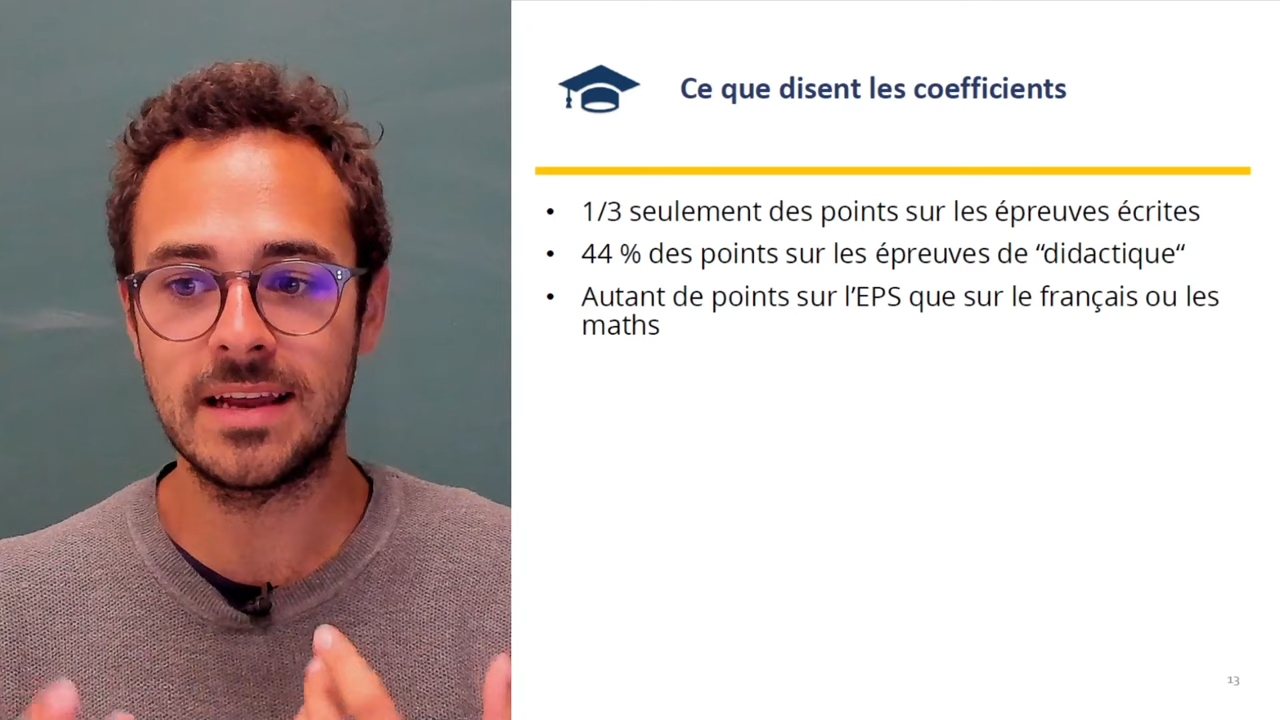 Ce que disent les coefficients
• 1/3 seulement des points sur les épreuves écrites
• 44 % des points sur les épreuves de “didactique“
• Autant de points sur l’EPS que sur le français ou les
maths
13